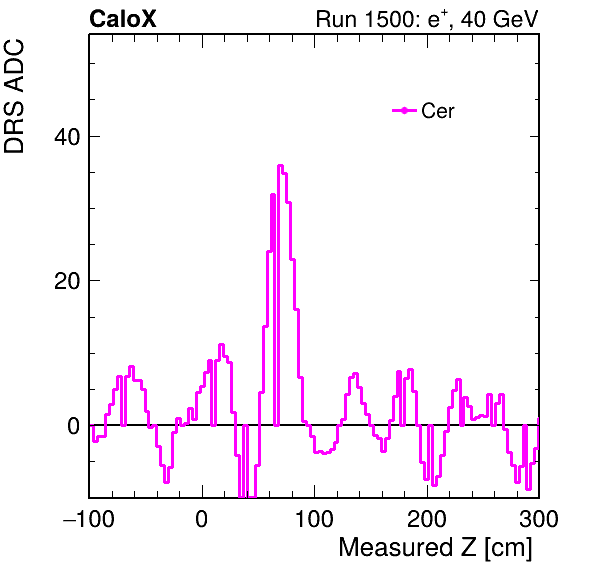 CaloX Run 1500: e⁺, 40 GeV
DRS ADC
Cer
40
20
0
−100 0 100 200 300
Measured Z [cm]